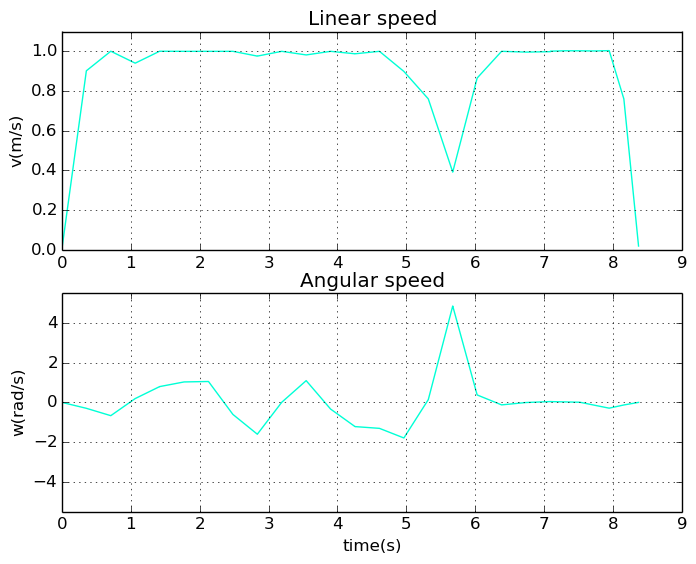 Linear speed
1.0
0.8
0.6
0.4
0.2
0.0
v(m/s)
0 1 2 3 4 5 6 7 8 9
Angular speed
4
2
0
−2
−4
w(rad/s)
0 1 2 3 4 5 6 7 8 9
time(s)